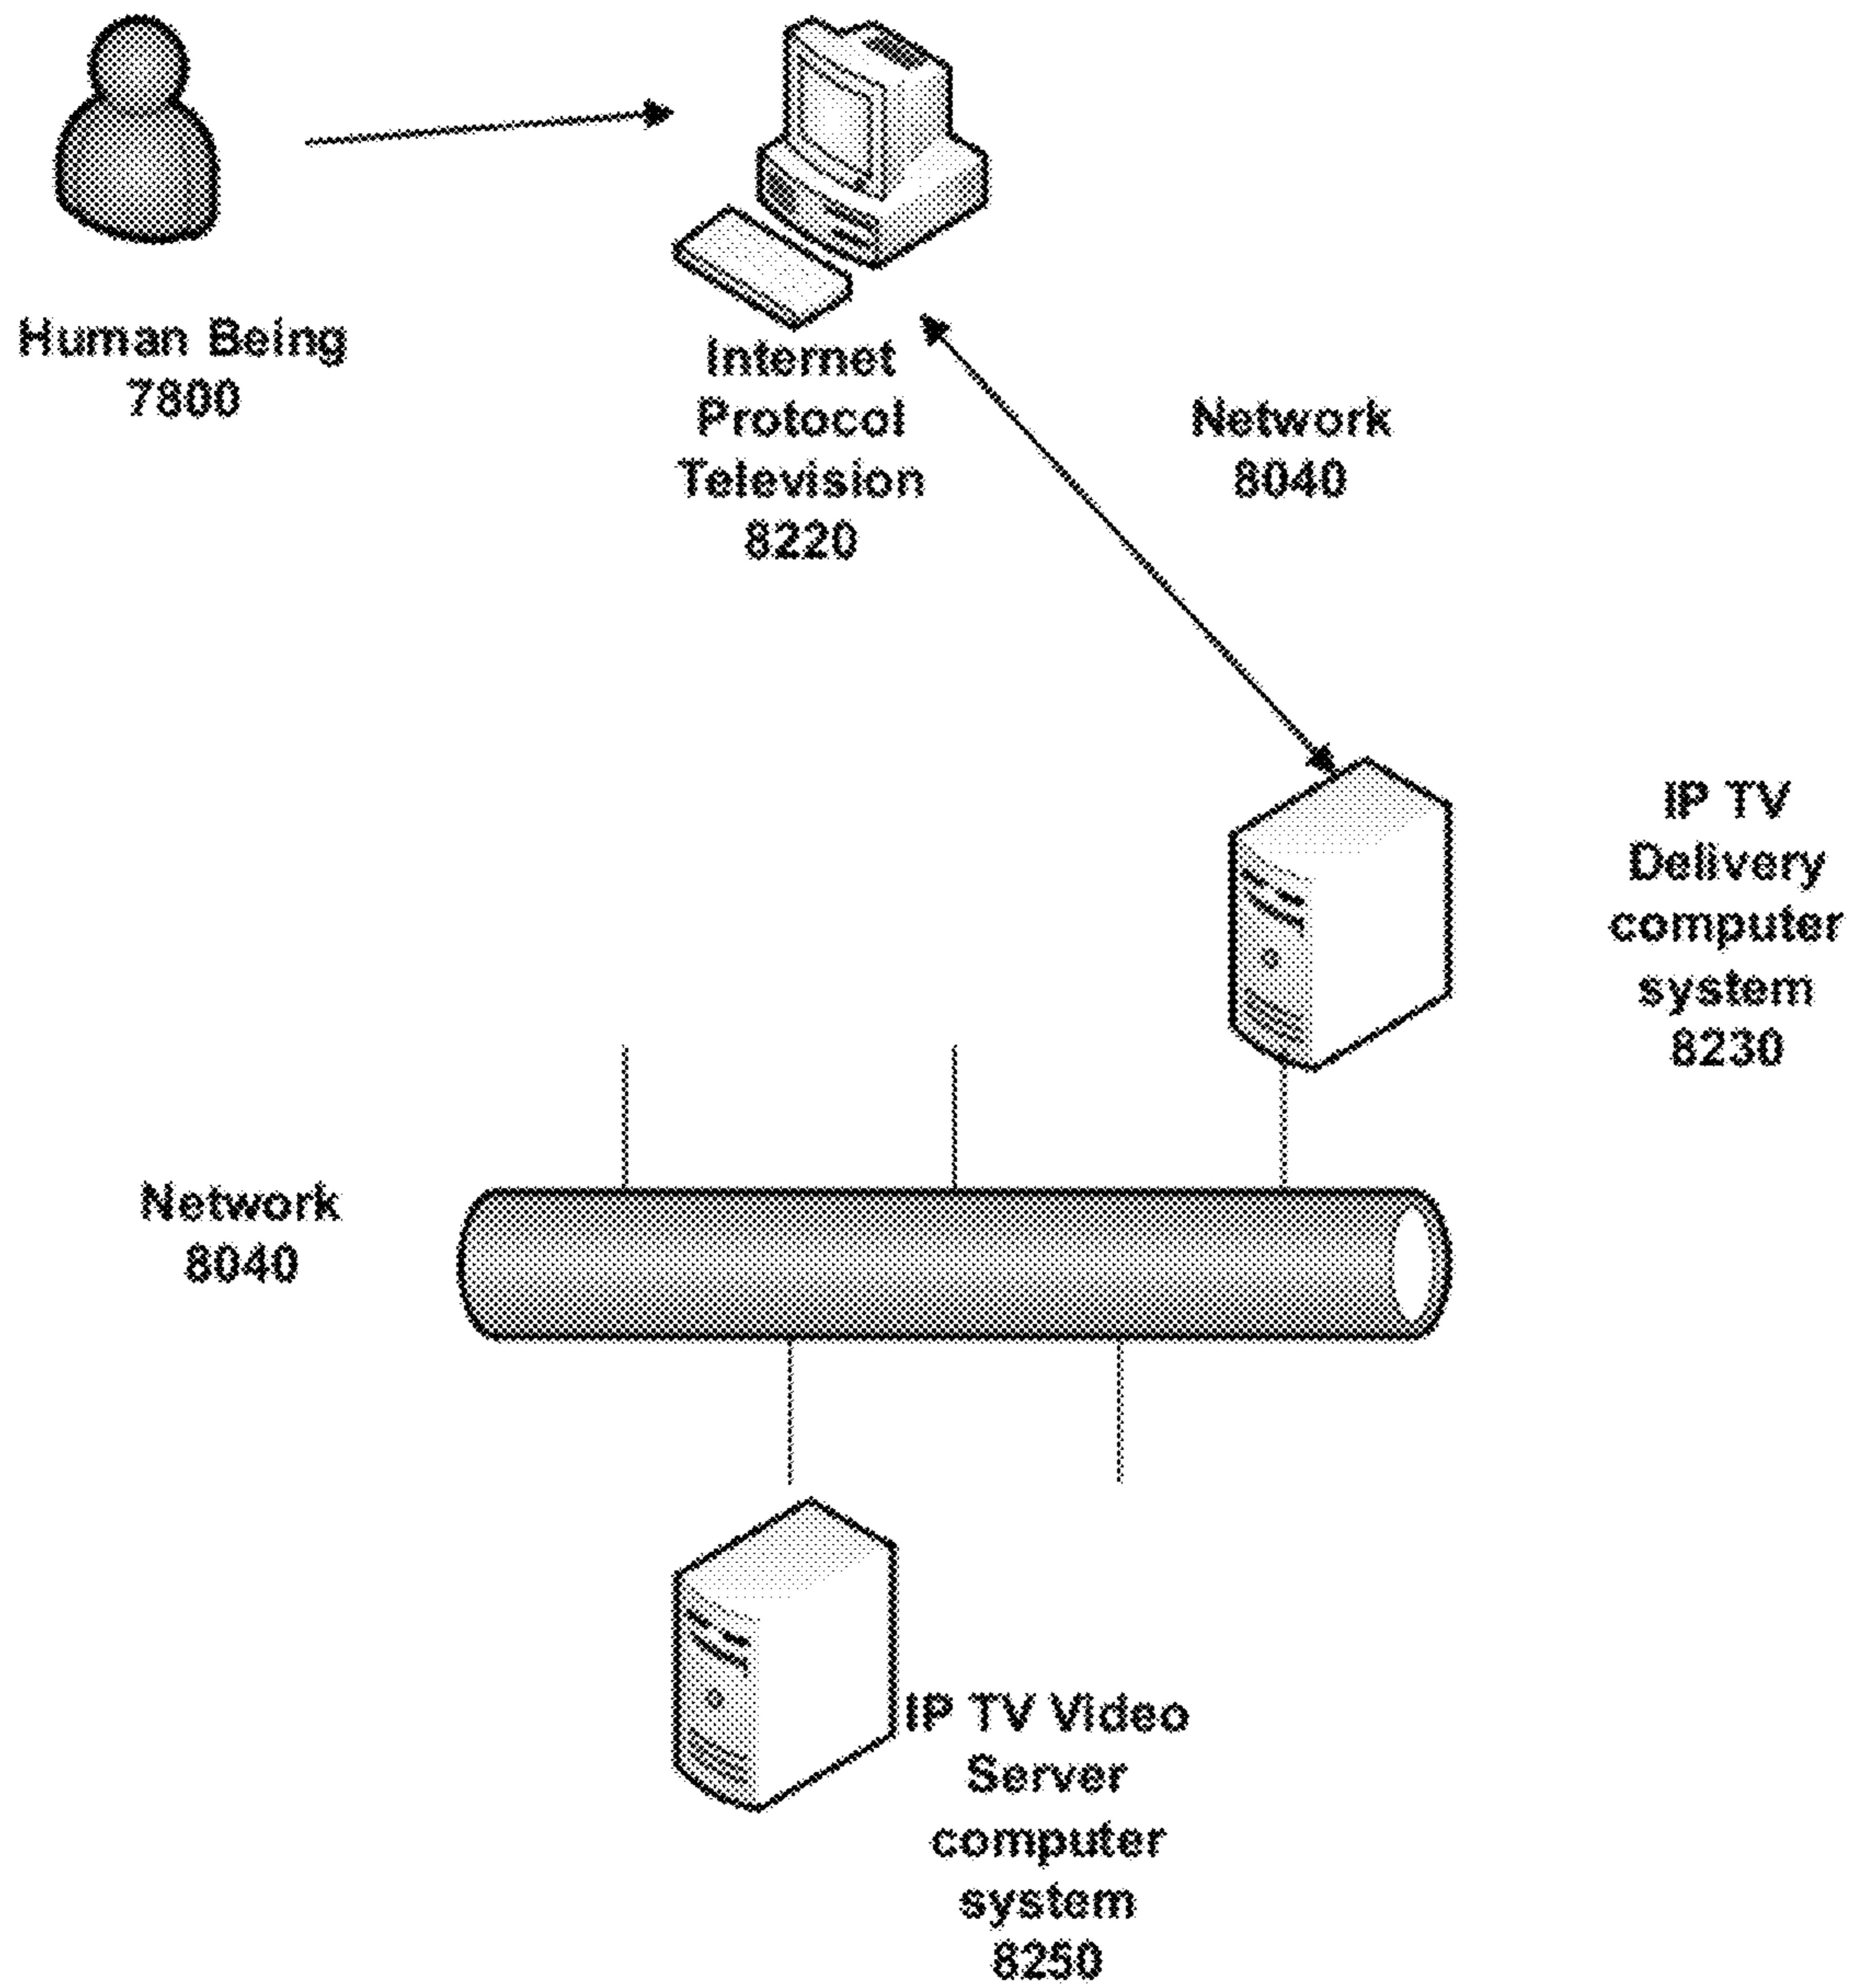 Human Being
7800
Internet
Protocol
Television
8220
Network
8040
IP TV
Delivery
computer
system
8230
Network
8040
IP TV Video
Server
computer
system
8250